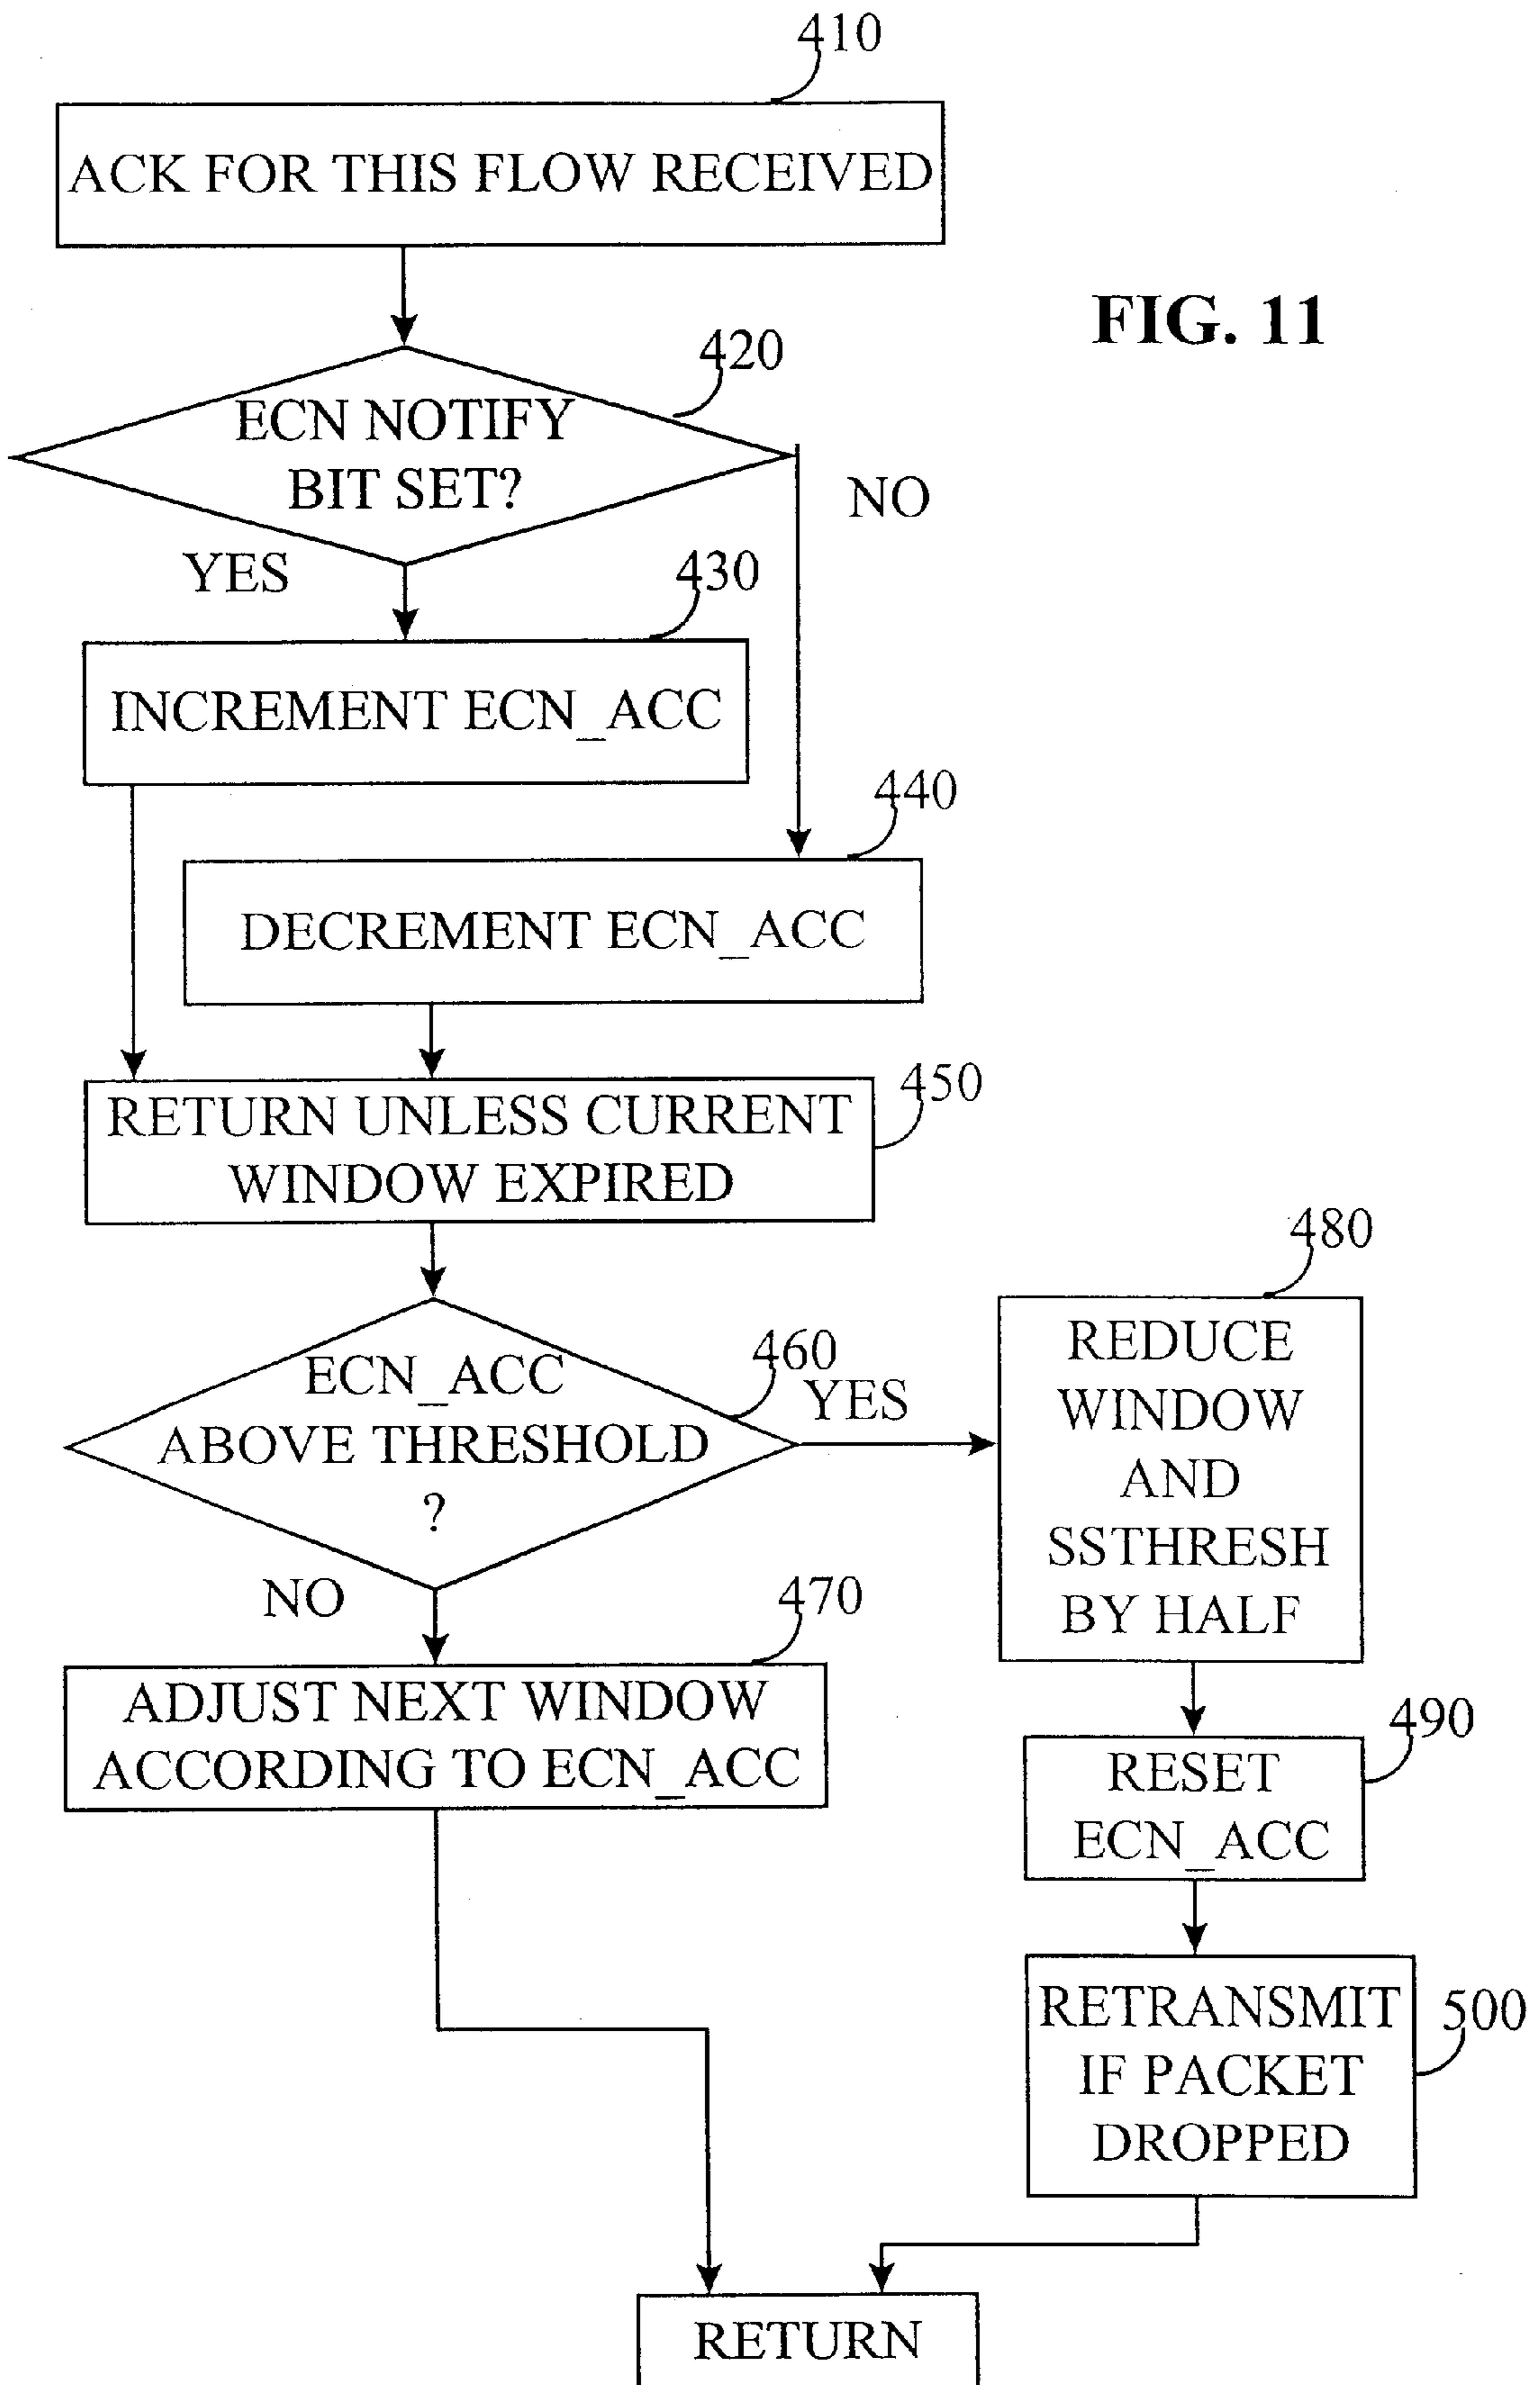 410
ACK FOR THIS FLOW RECEIVED
FIG. 11
420
ECN NOTIFY
BIT SET?
NO
YES
430
INCREMENT ECN_ACC
440
DECREMENT ECN_ACC
450
RETURN UNLESS CURRENT
WINDOW EXPIRED
460
ECN_ACC
ABOVE THRESHOLD
?
YES
480
REDUCE
WINDOW
AND
SSTHRESH
BY HALF
NO
470
ADJUST NEXT WINDOW
ACCORDING TO ECN_ACC
490
RESET
ECN_ACC
500
RETRANSMIT
IF PACKET
DROPPED
RETURN